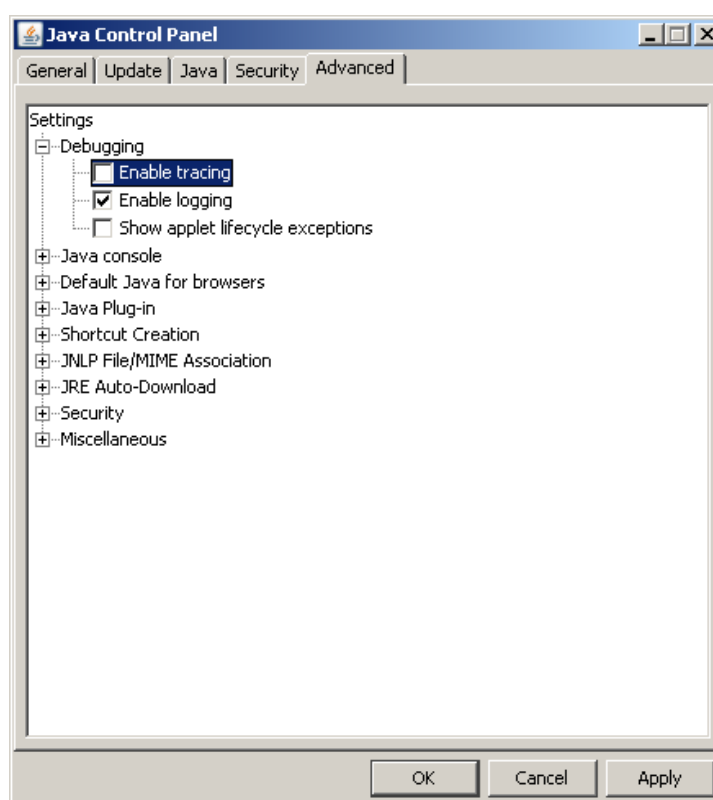 Java Control Panel
General Update Java Security Advanced
Settings
Debugging
Enable tracing
Enable logging
Show applet lifecycle exceptions
Java console
Default Java for browsers
Java Plug-in
Shortcut Creation
JNLP File/MIME Association
JRE Auto-Download
Security
Miscellaneous
OK Cancel Apply